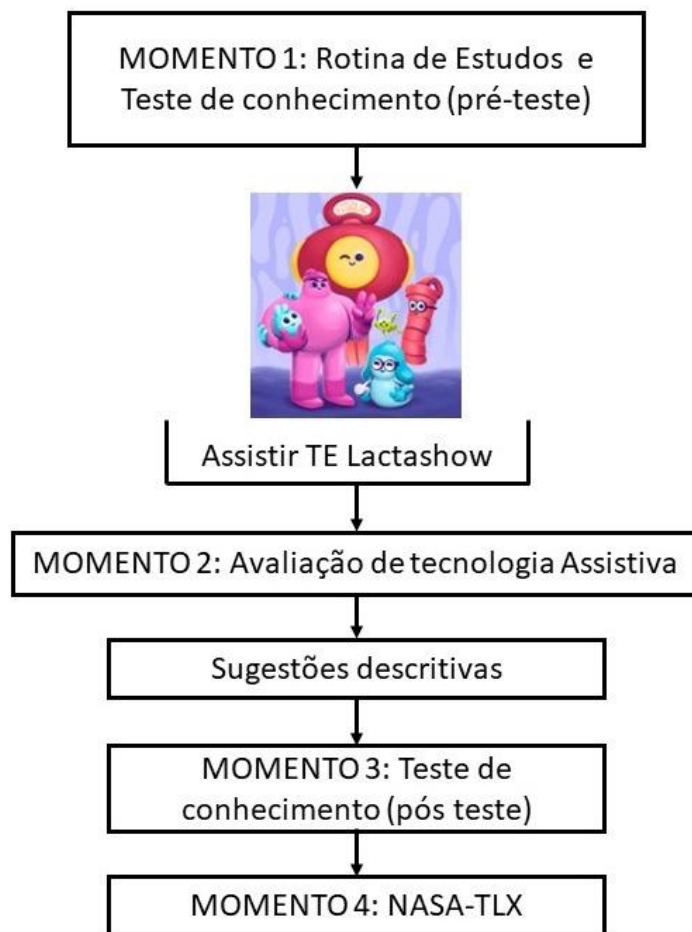 MOMENTO 1: Rotina de Estudos e
Teste de conhecimento (pré-teste)
Assistir TE Lactashow
MOMENTO 2: Avaliação de tecnologia Assistiva
Sugestões descritivas
MOMENTO 3: Teste de
conhecimento (pós teste)
MOMENTO 4: NASA-TLX